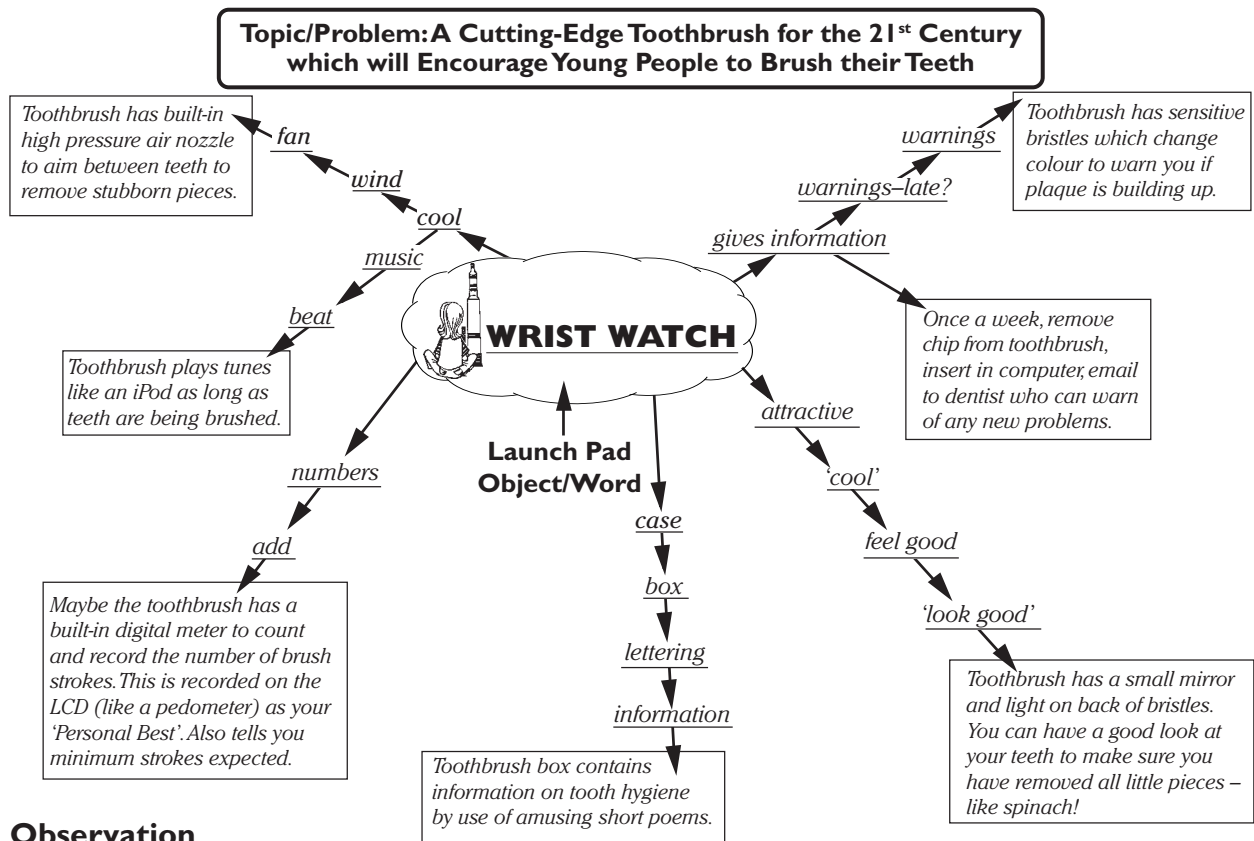 Topic/Problem: A Cutting-Edge Toothbrush for the 21st Century
which will Encourage Young People to Brush their Teeth
Toothbrush has built-in
high pressure air nozzle
to aim between teeth to
remove stubborn pieces.
fan
wind
cool
music
beat
Toothbrush plays tunes
like an iPod as long as
teeth are being brushed.
numbers
add
Maybe the toothbrush has a
built-in digital meter to count
and record the number of brush
strokes. This is recorded on the
LCD (like a pedometer) as your
‘Personal Best’. Also tells you
minimum strokes expected.
WRIST WATCH
Launch Pad
Object/Word
case
box
lettering
information
Toothbrush box contains
information on tooth hygiene
by use of amusing short poems.
Toothbrush has sensitive
bristles which change
colour to warn you if
plaque is building up.
warnings
warnings–late?
gives information
Once a week, remove
chip from toothbrush,
insert in computer, email
to dentist who can warn
of any new problems.
attractive
‘cool’
feel good
‘look good’
Toothbrush has a small mirror
and light on back of bristles.
You can have a good look at
your teeth to make sure you
have removed all little pieces –
like spinach!
Observation